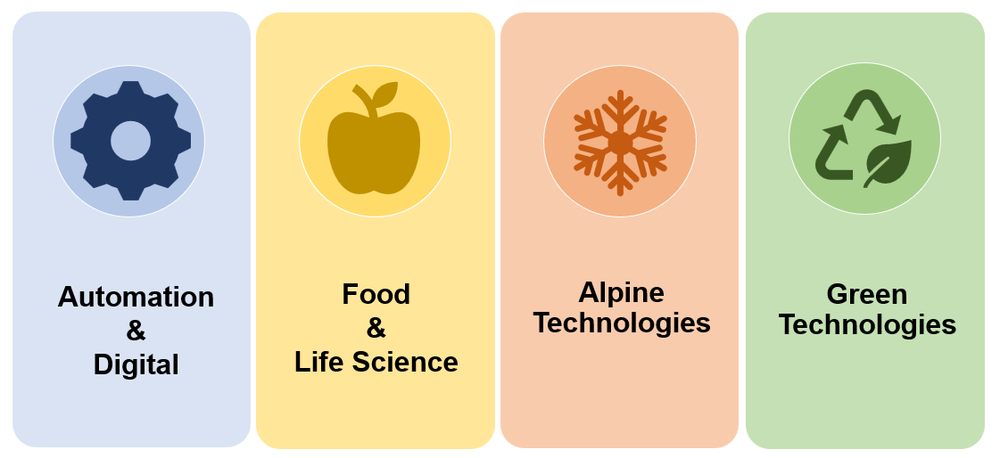 Automation
&
Digital
Food
&
Life Science
Alpine
Technologies
Green
Technologies